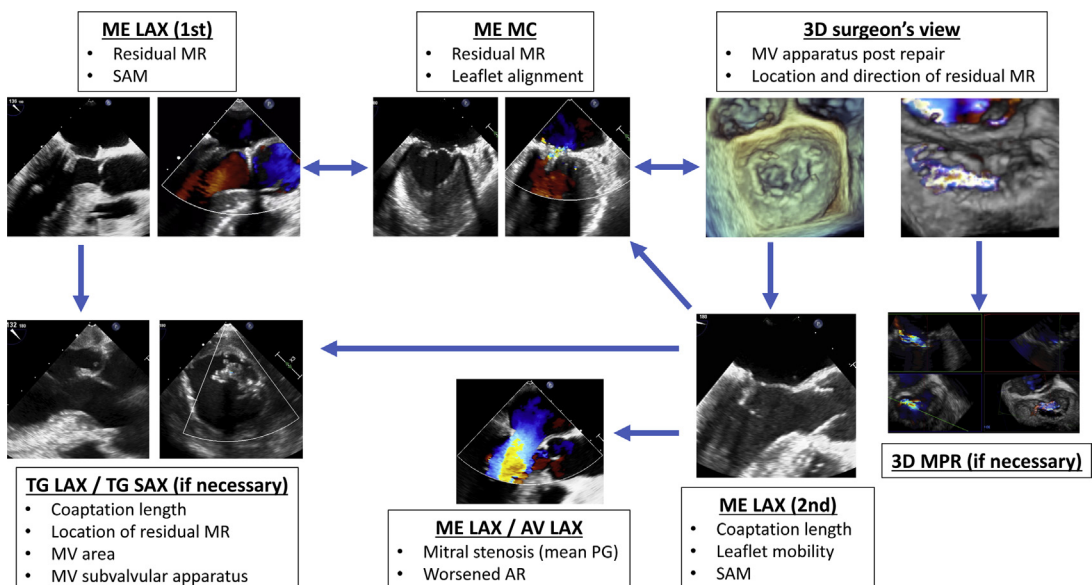 ME LAX (1st)
• Residual MR
• SAM
ME MC
• Residual MR
• Leaflet alignment
3D surgeon's view
• MV apparatus post repair
• Location and direction of residual MR
TG LAX / TG SAX (if necessary)
• Coaptation length
• Location of residual MR
• MV area
• MV subvalvular apparatus
ME LAX / AV LAX
• Mitral stenosis (mean PG)
• Worsened AR
ME LAX (2nd)
• Coaptation length
• Leaflet mobility
• SAM
3D MPR (if necessary)
132
180